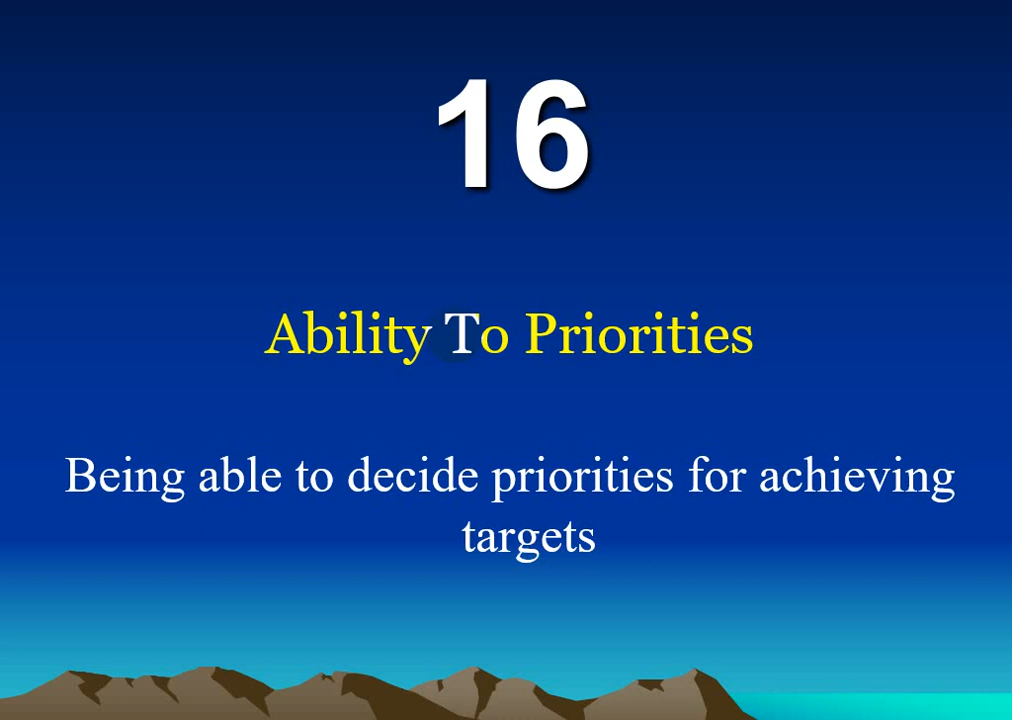 16
Ability To Priorities
Being able to decide priorities for achieving
targets